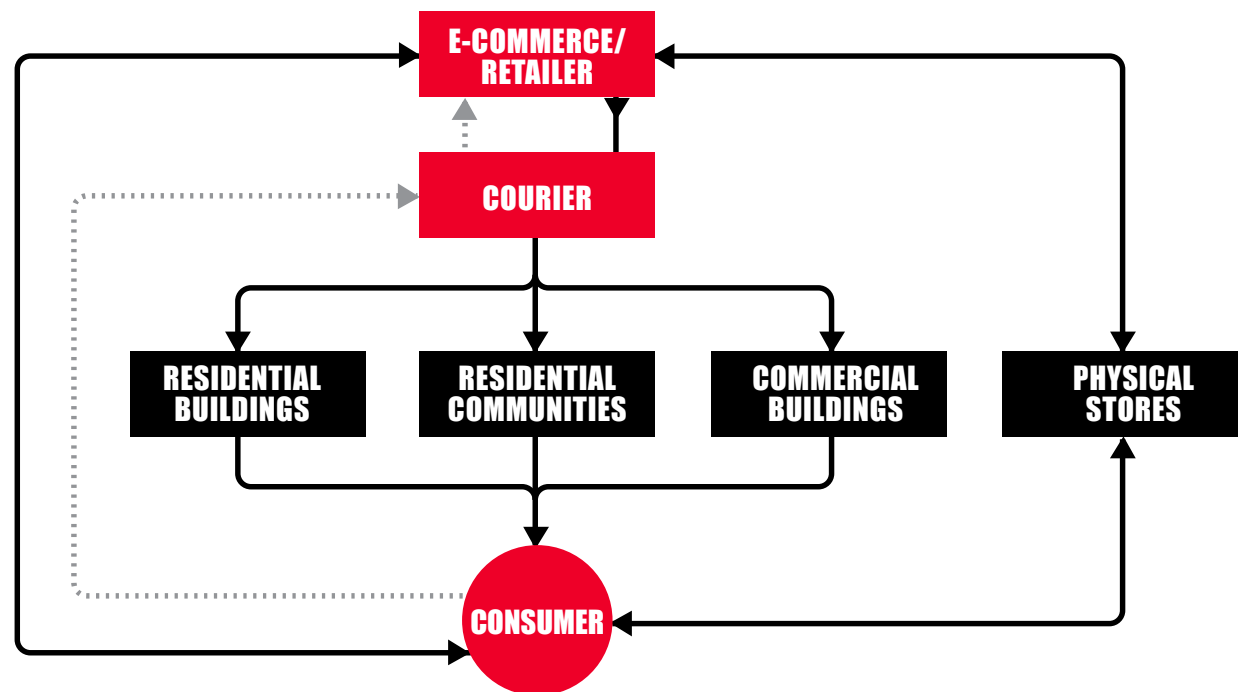 E-COMMERCE/
RETAILER
COURIER
RESIDENTIAL
BUILDINGS
RESIDENTIAL
COMMUNITIES
COMMERCIAL
BUILDINGS
PHYSICAL
STORES
CONSUMER